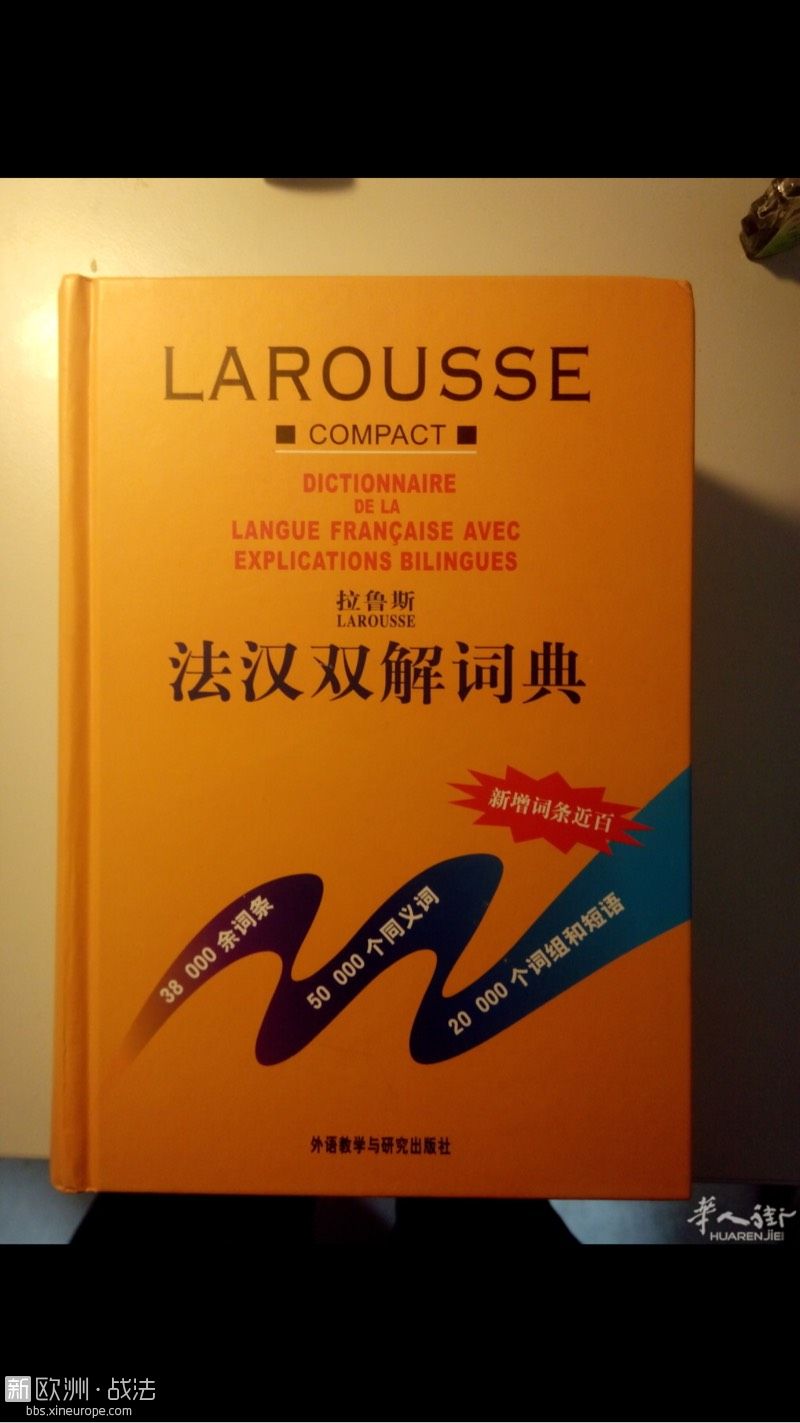 LAROUSSE
■ COMPACT ■
DICTIONNAIRE
DE LA
LANGUE FRANÇAISE AVEC
EXPLICATIONS BILINGUES
拉鲁斯
LAROUSSE
法汉双解词典
新增词条近百
38 000 余词条
50 000 个同义词
20 000 个词组和短语
外语教学与研究出版社
華人街
HUARENJIEI
新欧洲·战法
bbs.xineurope.com